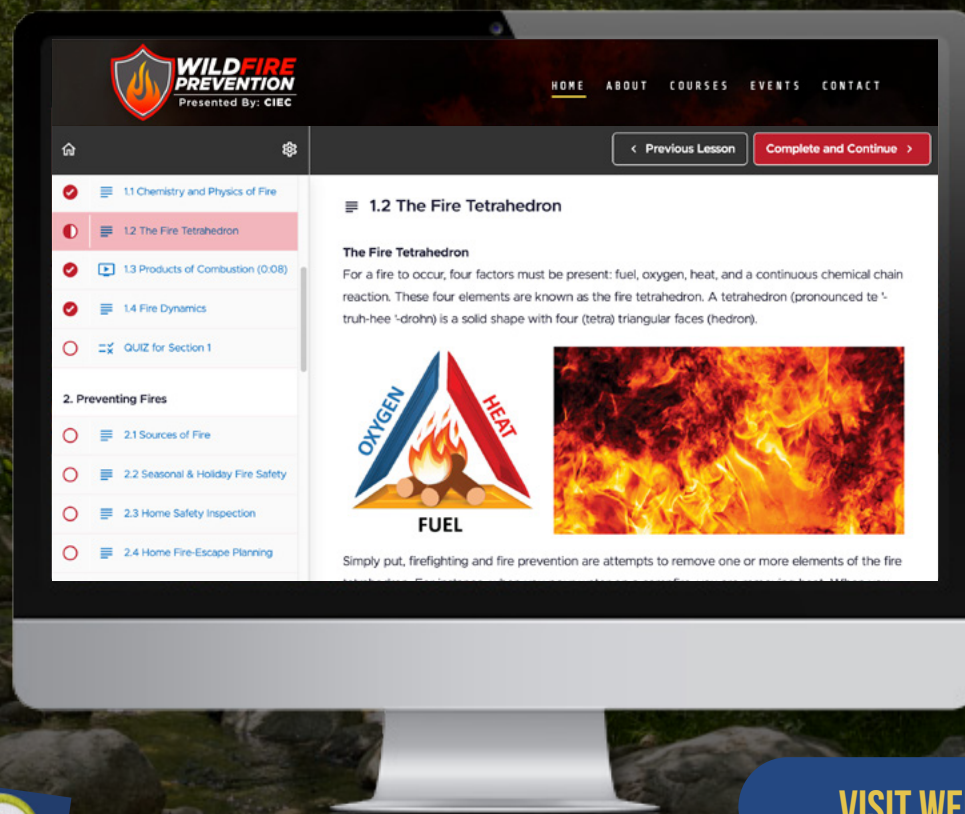 WILDFIRE
PREVENTION
Presented By: CIEC
HOME ABOUT COURSES EVENTS CONTACT
< Previous Lesson
Complete and Continue >
1.1 Chemistry and Physics of Fire
1.2 The Fire Tetrahedron
1.3 Products of Combustion (0:08)
1.4 Fire Dynamics
QUIZ for Section 1
2. Preventing Fires
2.1 Sources of Fire
2.2 Seasonal & Holiday Fire Safety
2.3 Home Safety Inspection
2.4 Home Fire-Escape Planning
1.2 The Fire Tetrahedron
The Fire Tetrahedron
For a fire to occur, four factors must be present: fuel, oxygen, heat, and a continuous chemical chain
reaction. These four elements are known as the fire tetrahedron. A tetrahedron (pronounced te '-
truh-hee '-drohn) is a solid shape with four (tetra) triangular faces (hedron).
OXYGEN
HEAT
FUEL
Simply put, firefighting and fire prevention are attempts to remove one or more elements of the fire
VISIT WE